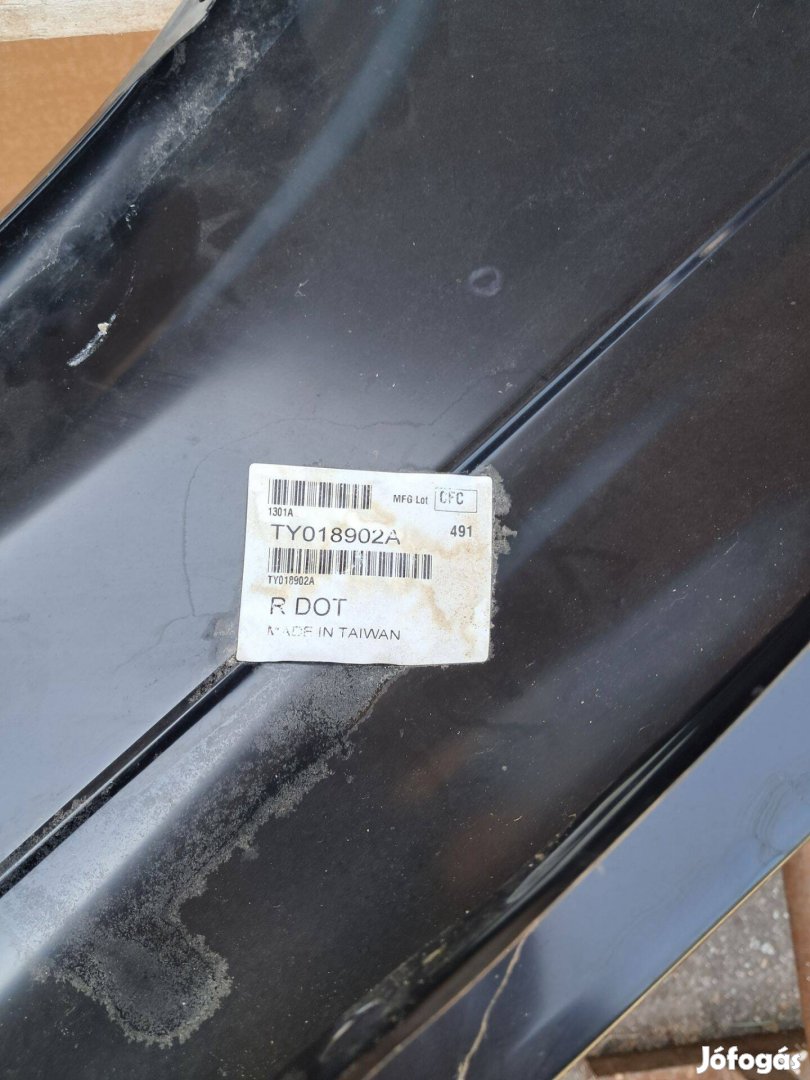 MFG Lot CFC
1301A
TY018902A 491
TY018902A
R DOT
MADE IN TAIWAN
Jófogás